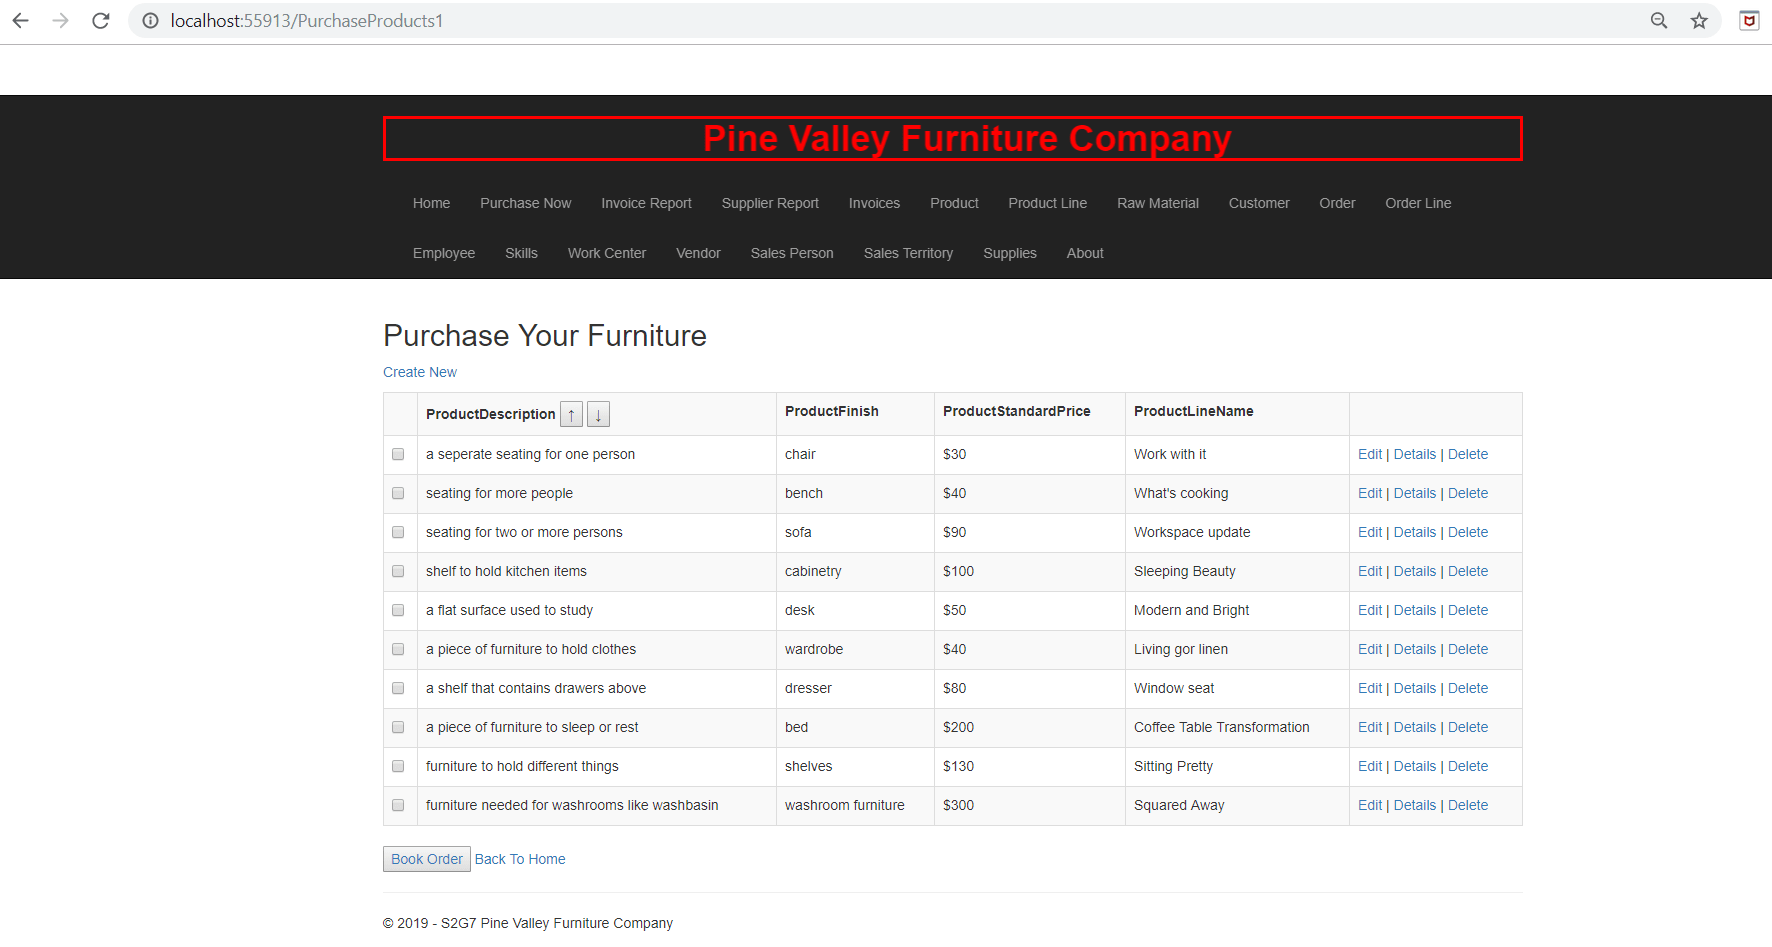 localhost:55913/PurchaseProducts1
Pine Valley Furniture Company
Home Purchase Now Invoice Report Supplier Report Invoices Product Product Line Raw Material Customer Order Order Line
Employee Skills Work Center Vendor Sales Person Sales Territory Supplies About
Purchase Your Furniture
Create New
ProductDescription ↑ ↓ ProductFinish ProductStandardPrice ProductLineName
a seperate seating for one person chair $30 Work with it Edit | Details | Delete
seating for more people bench $40 What's cooking Edit | Details | Delete
seating for two or more persons sofa $90 Workspace update Edit | Details | Delete
shelf to hold kitchen items cabinetry $100 Sleeping Beauty Edit | Details | Delete
a flat surface used to study desk $50 Modern and Bright Edit | Details | Delete
a piece of furniture to hold clothes wardrobe $40 Living gor linen Edit | Details | Delete
a shelf that contains drawers above dresser $80 Window seat Edit | Details | Delete
a piece of furniture to sleep or rest bed $200 Coffee Table Transformation Edit | Details | Delete
furniture to hold different things shelves $130 Sitting Pretty Edit | Details | Delete
furniture needed for washrooms like washbasin washroom furniture $300 Squared Away Edit | Details | Delete
Book Order Back To Home
© 2019 - S2G7 Pine Valley Furniture Company